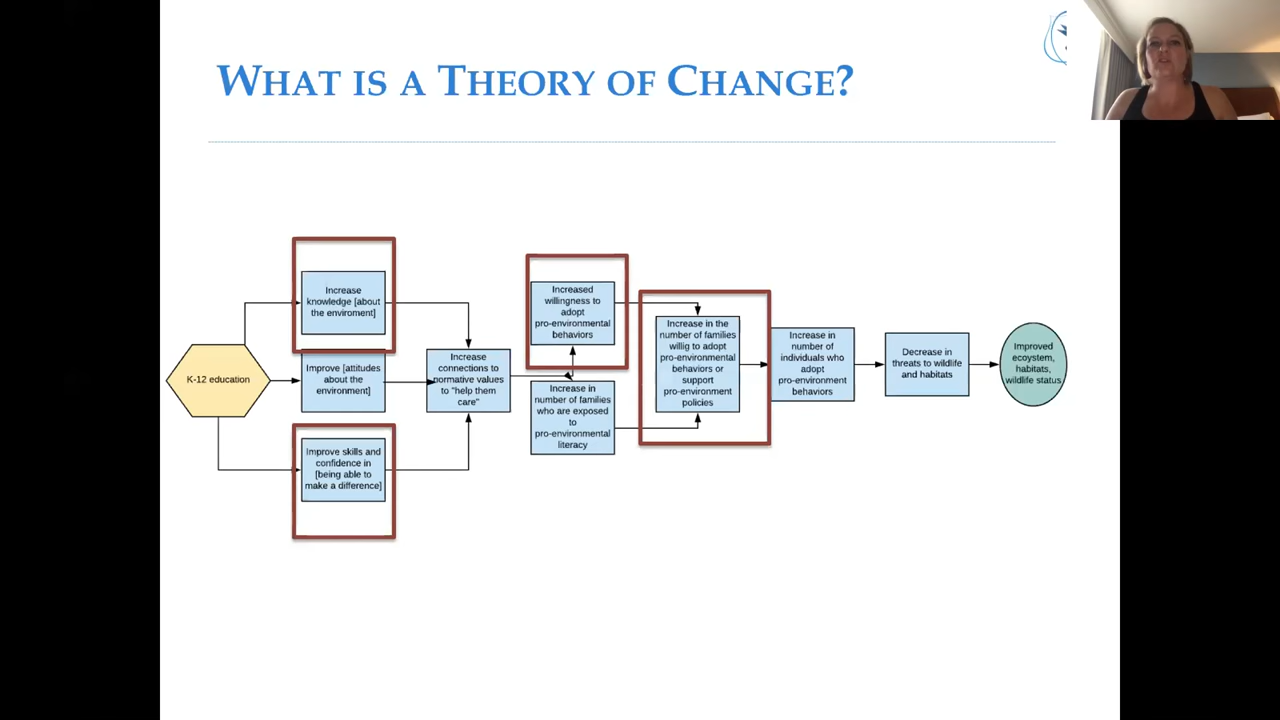 WHAT IS A THEORY OF CHANGE?
K-12 education
Increase
knowledge [about
the enviroment]
Improve [attitudes
about the
environment]
Improve skills and
confidence in
[being able to
make a difference]
Increase
connections to
normative values
to "help them
care"
Increased
willingness to
adopt
pro-environmental
behaviors
Increase in
number of families
who are exposed
to
pro-environmental
literacy
Increase in the
number of families
willig to adopt
pro-environmental
behaviors or
support
pro-environment
policies
Increase in
number of
individuals who
adopt
pro-environment
behaviors
Decrease in
threats to wildlife
and habitats
Improved
ecosystem,
habitats,
wildlife status